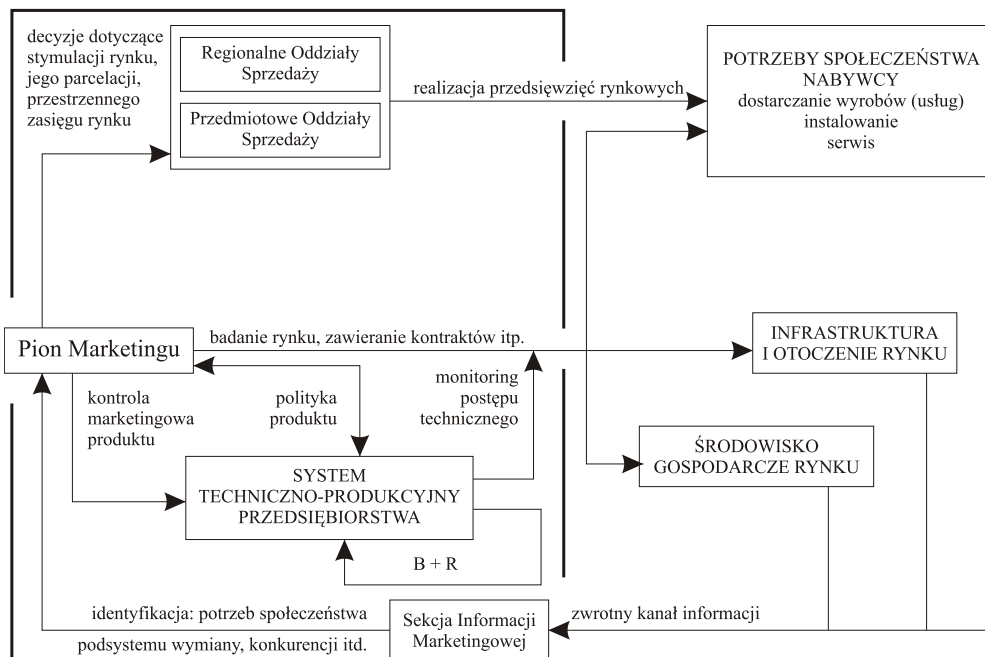 decyzje dotyczące
stymulacji rynku,
jego parcelacji,
przestrzennego
zasięgu rynku
Regionalne Oddziały
Sprzedaży
Przedmiotowe Oddziały
Sprzedaży
realizacja przedsięwzięć rynkowych
POTRZEBY SPOŁECZEŃSTWA
NABYWCY
dostarczanie wyrobów (usług)
instalowanie
serwis
Pion Marketingu
badanie rynku, zawieranie kontraktów itp.
INFRASTRUKTURA
I OTOCZENIE RYNKU
kontrola
marketingowa
produktu
polityka
produktu
monitoring
postępu
technicznego
ŚRODOWISKO
GOSPODARCZE RYNKU
SYSTEM
TECHNICZNO-PRODUKCYJNY
PRZEDSIĘBIORSTWA
B + R
identyfikacja: potrzeb społeczeństwa
podsystemu wymiany, konkurencji itd.
Sekcja Informacji
Marketingowej
zwrotny kanał informacji